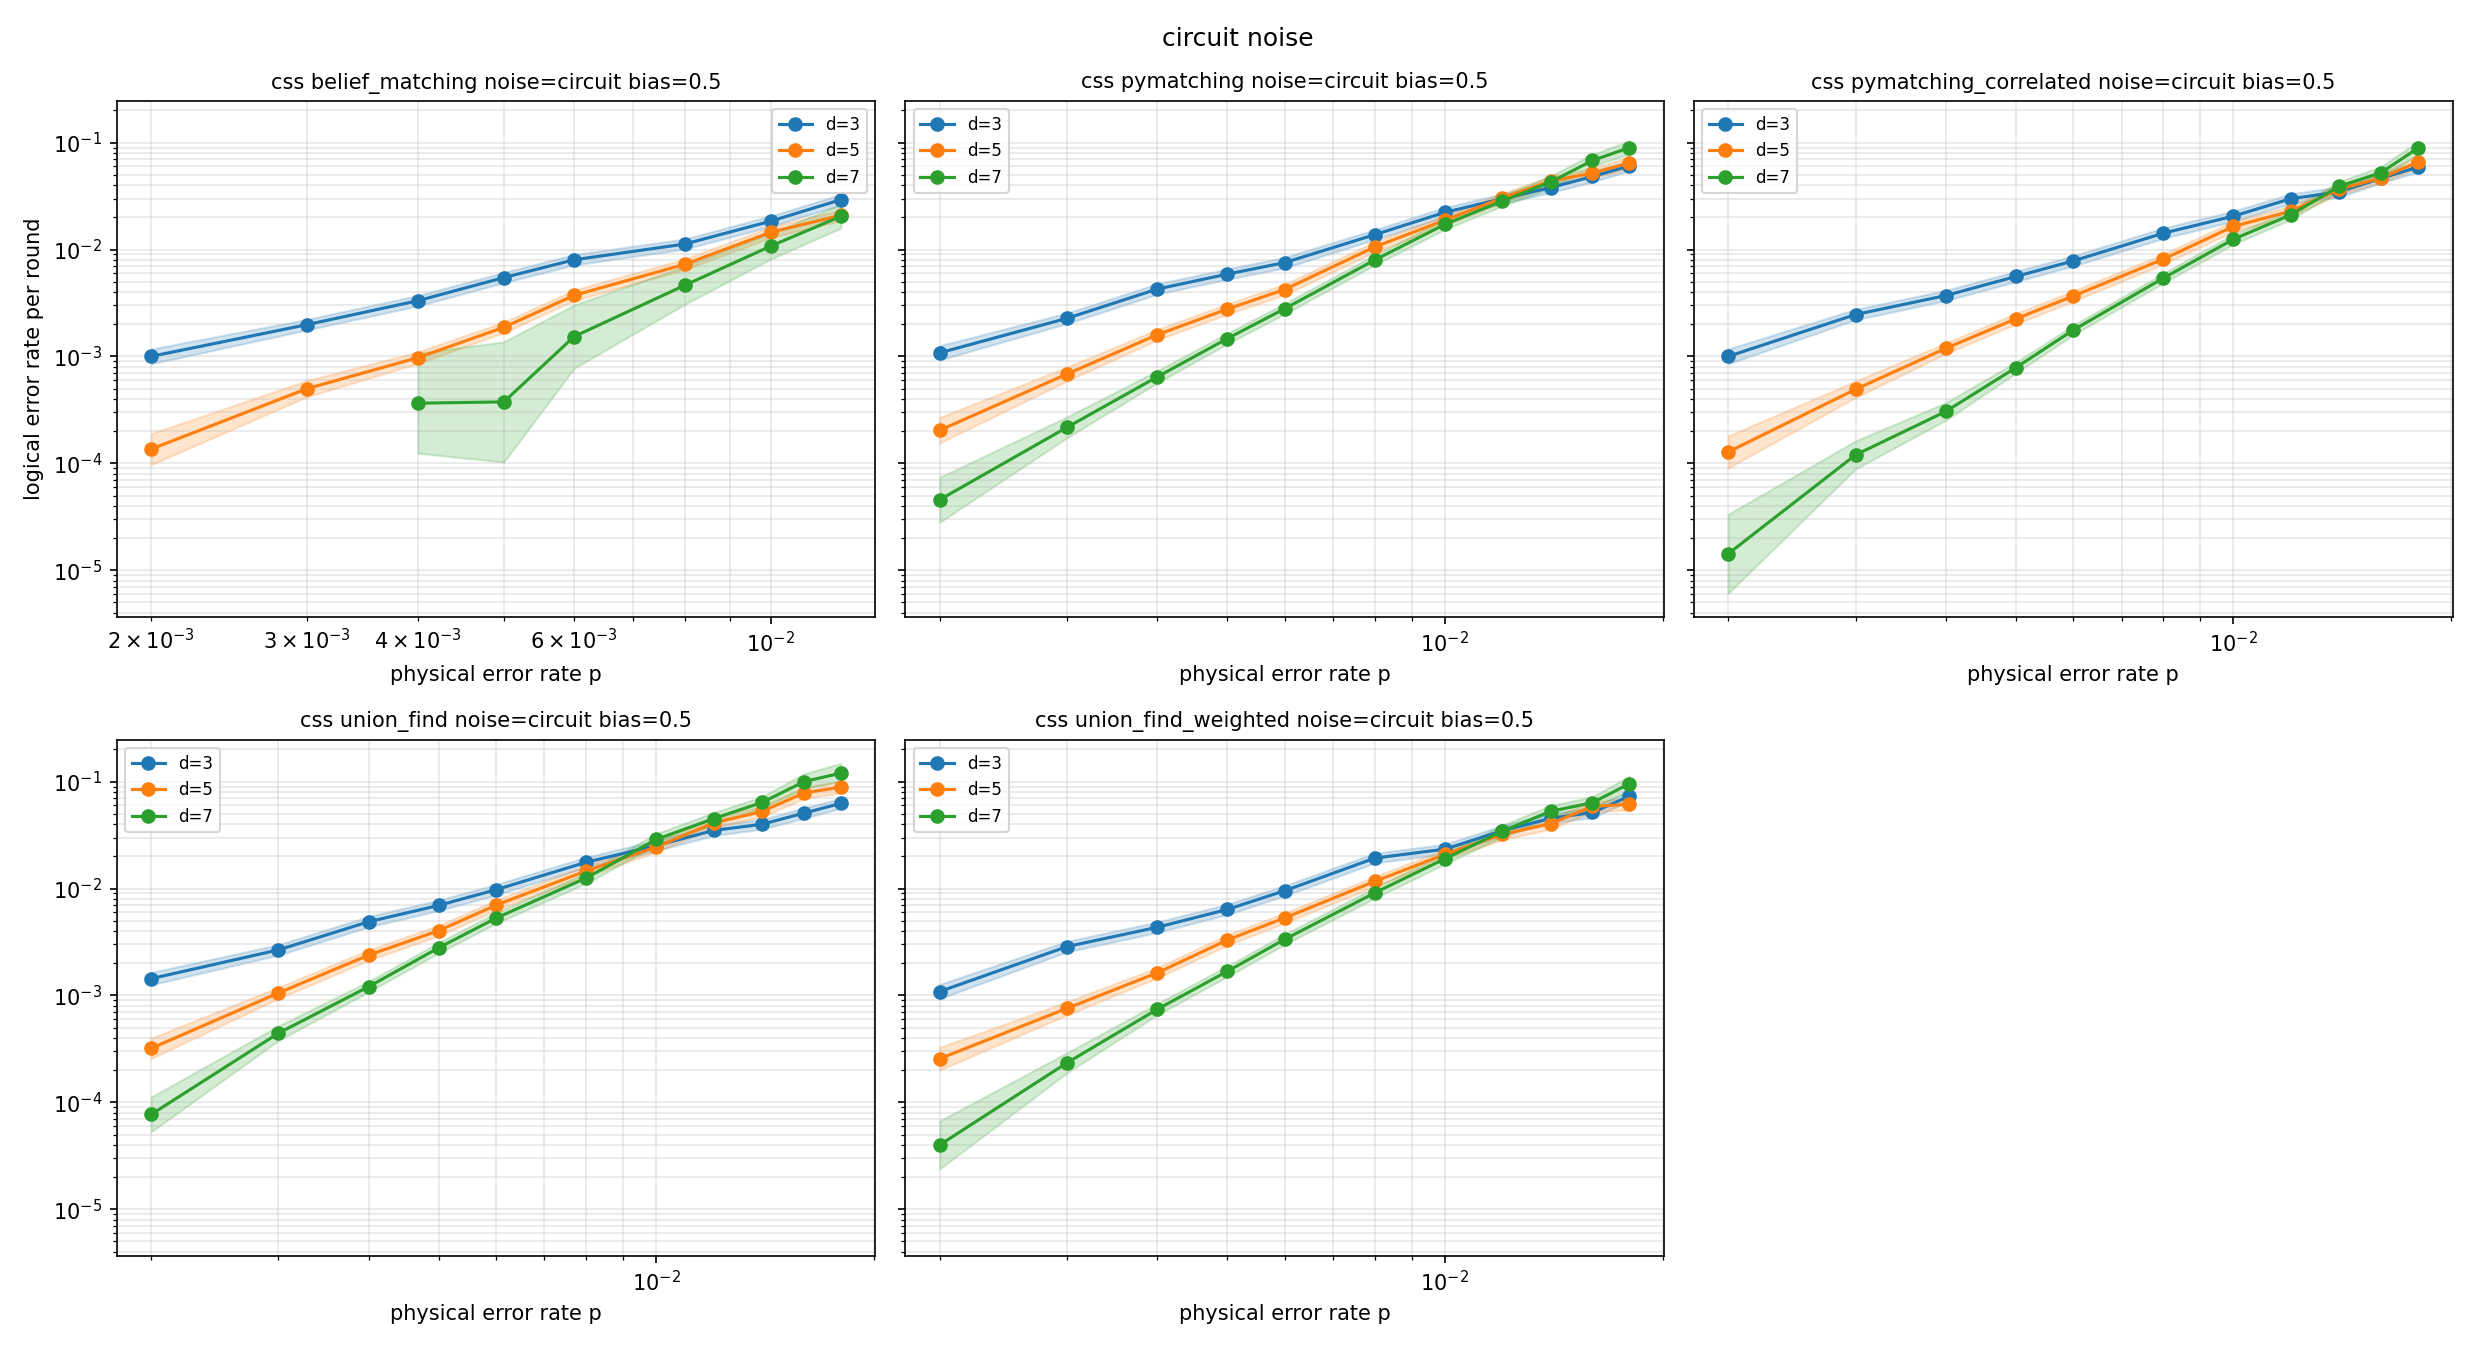 circuit noise
css belief_matching noise=circuit bias=0.5
d=3
d=5
d=7
logical error rate per round
10⁻¹
10⁻²
10⁻³
10⁻⁴
10⁻⁵
2 × 10⁻³ 3 × 10⁻³ 4 × 10⁻³ 6 × 10⁻³ 10⁻²
physical error rate p
css pymatching noise=circuit bias=0.5
d=3
d=5
d=7
10⁻²
physical error rate p
css pymatching_correlated noise=circuit bias=0.5
d=3
d=5
d=7
10⁻²
physical error rate p
css union_find noise=circuit bias=0.5
d=3
d=5
d=7
10⁻¹
10⁻²
10⁻³
10⁻⁴
10⁻⁵
10⁻²
physical error rate p
css union_find_weighted noise=circuit bias=0.5
d=3
d=5
d=7
10⁻²
physical error rate p